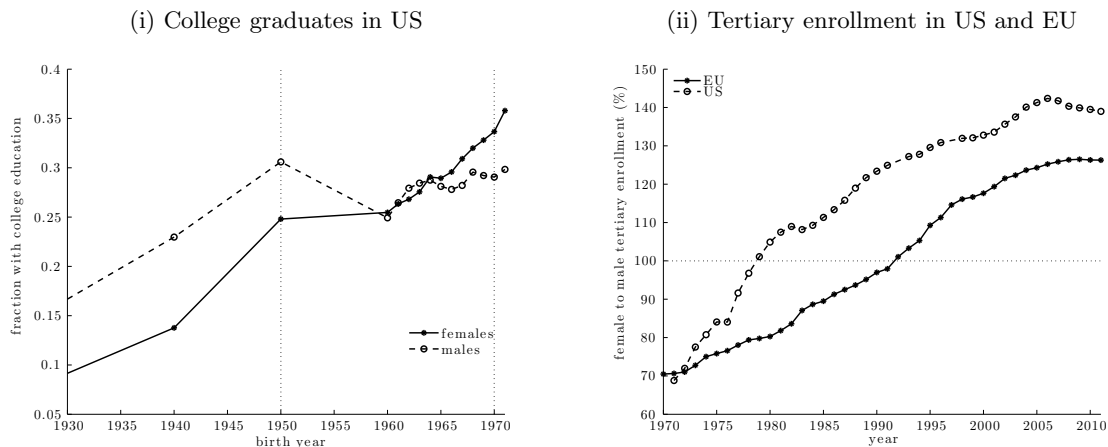 (i) College graduates in US
0.4
0.35
0.3
0.25
0.2
0.15
0.1
0.05
fraction with college education
females
males
1930 1935 1940 1945 1950 1955 1960 1965 1970
birth year
(ii) Tertiary enrollment in US and EU
150
140
130
120
110
100
90
80
70
60
female to male tertiary enrollment (%)
EU
US
1970 1975 1980 1985 1990 1995 2000 2005 2010
year